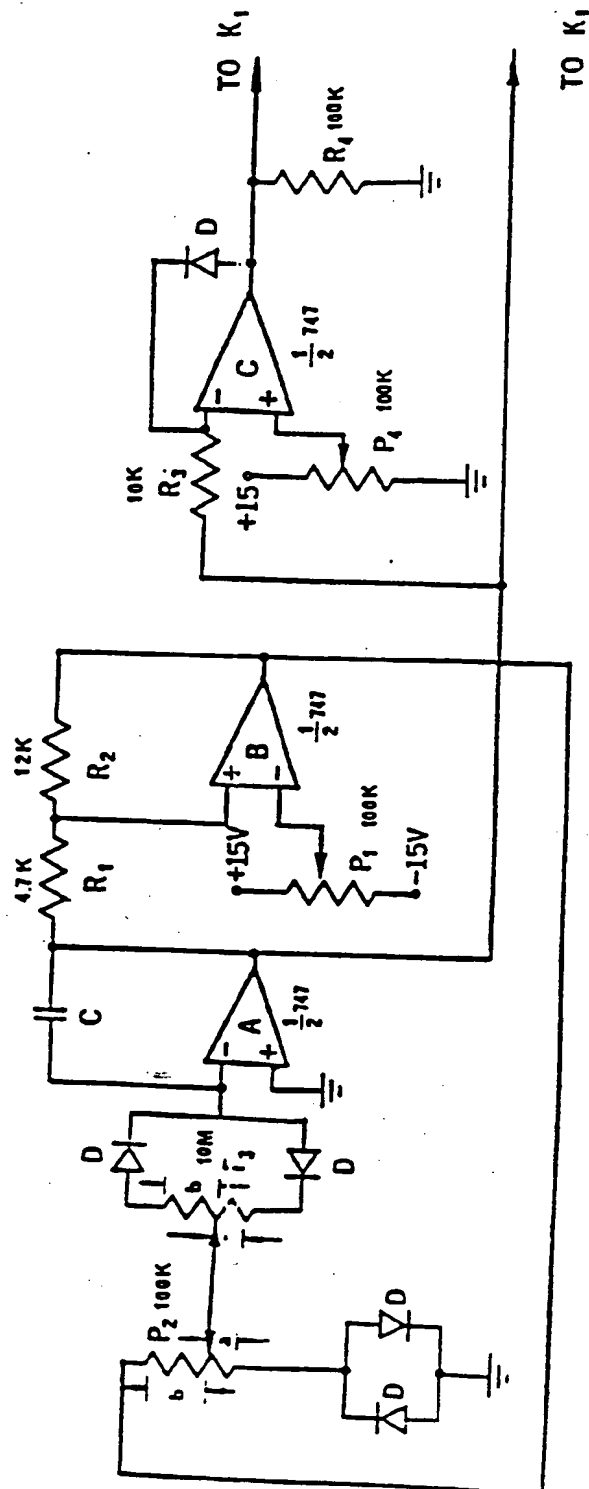 P2 100K
b
a
D
D
D
10M
b
3
D
C
A
-
+
1/2 747
4.7K
R1
12K
R2
B
+
-
1/2 747
+15V
P1 100K
-15V
10K
R3
+15
P4 100K
C
-
+
1/2 747
D
R4 100K
TO K1
TO K1